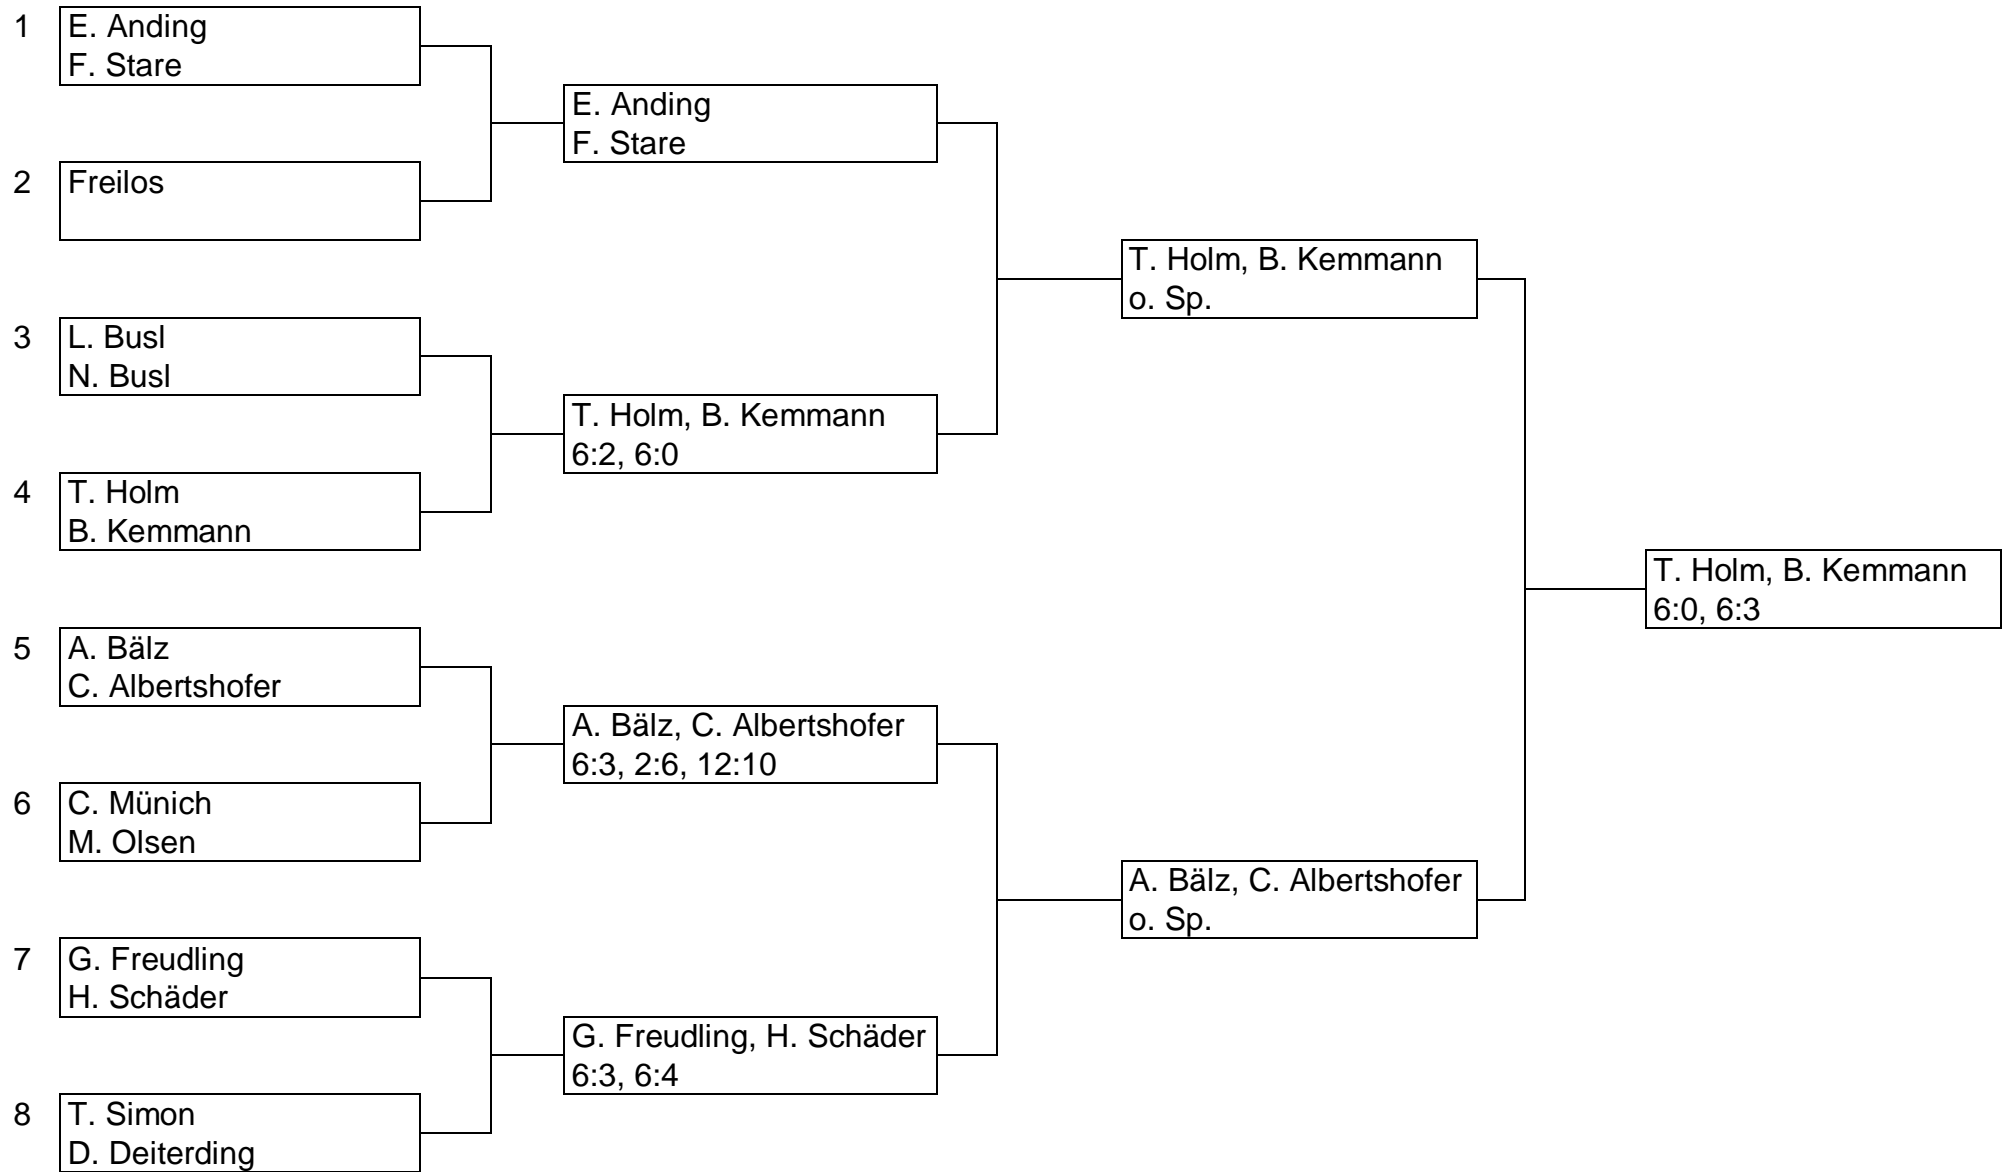 1
E. Anding
F. Stare
2
Freilos
3
L. Busl
N. Busl
4
T. Holm
B. Kemmann
5
A. Bälz
C. Albertshofer
6
C. Münich
M. Olsen
7
G. Freudling
H. Schäder
8
T. Simon
D. Deiterding
E. Anding
F. Stare
T. Holm, B. Kemmann
6:2, 6:0
A. Bälz, C. Albertshofer
6:3, 2:6, 12:10
G. Freudling, H. Schäder
6:3, 6:4
T. Holm, B. Kemmann
o. Sp.
A. Bälz, C. Albertshofer
o. Sp.
T. Holm, B. Kemmann
6:0, 6:3